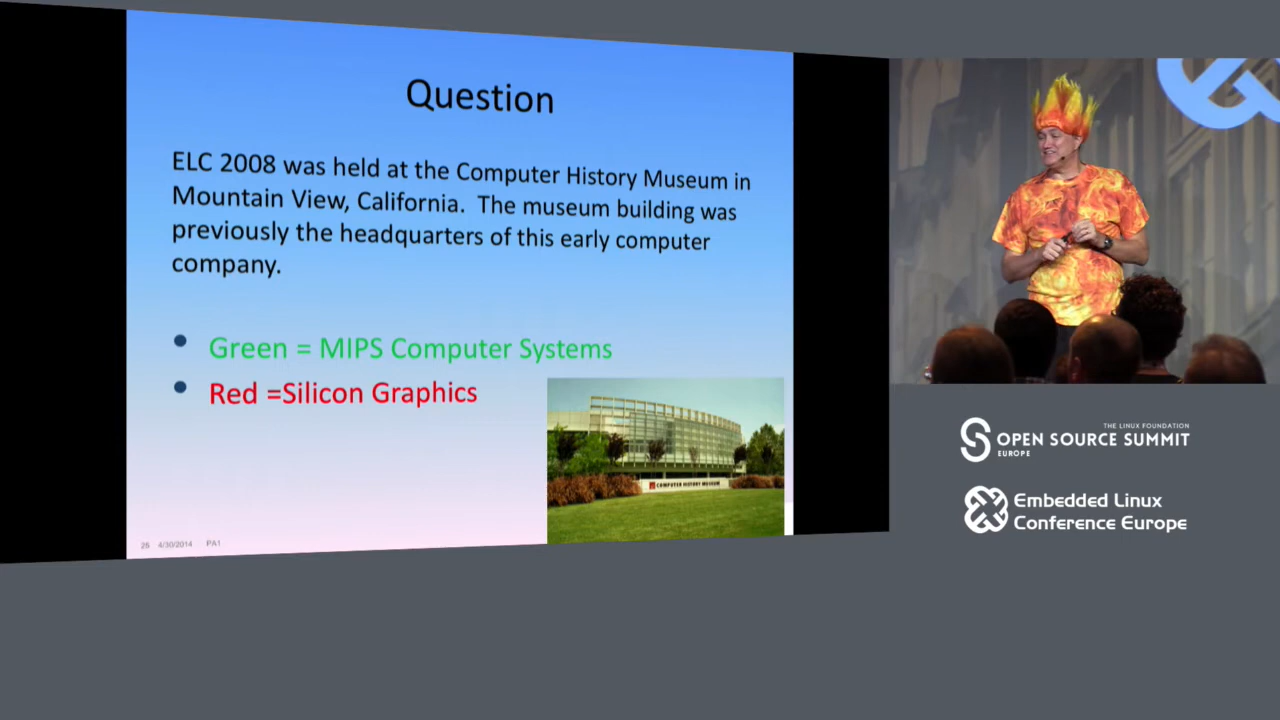 Question
ELC 2008 was held at the Computer History Museum in
Mountain View, California.  The museum building was
previously the headquarters of this early computer
company.
Green = MIPS Computer Systems
Red =Silicon Graphics
COMPUTER HISTORY MUSEUM
25 4/30/2014 PA1
THE LINUX FOUNDATION
OPEN SOURCE SUMMIT
EUROPE
Embedded Linux
Conference Europe